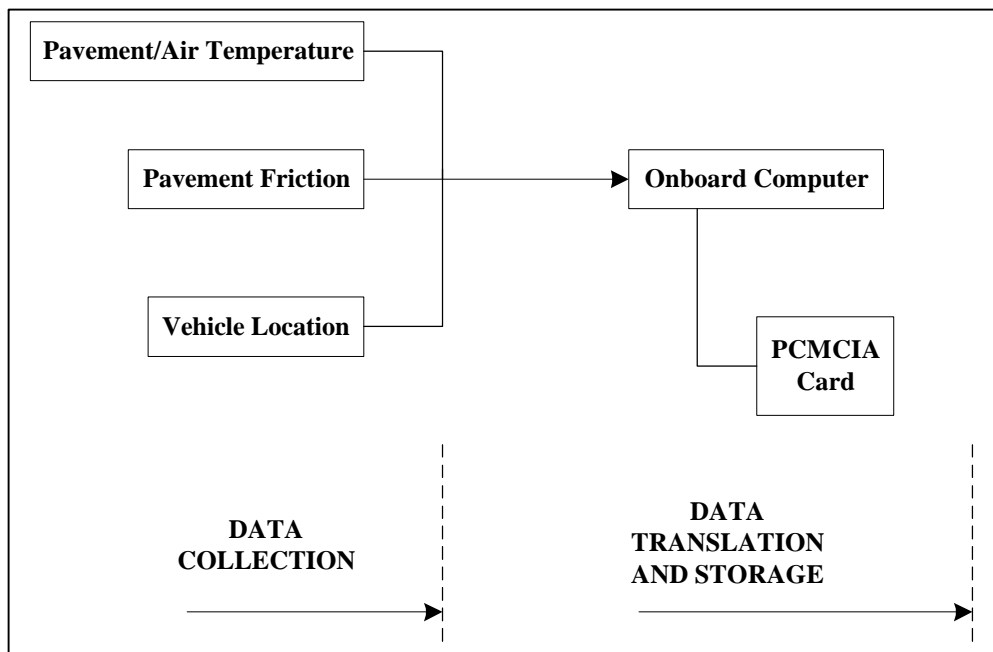 Pavement/Air Temperature
Pavement Friction
Onboard Computer
Vehicle Location
PCMCIA
Card
DATA
COLLECTION
DATA
TRANSLATION
AND STORAGE